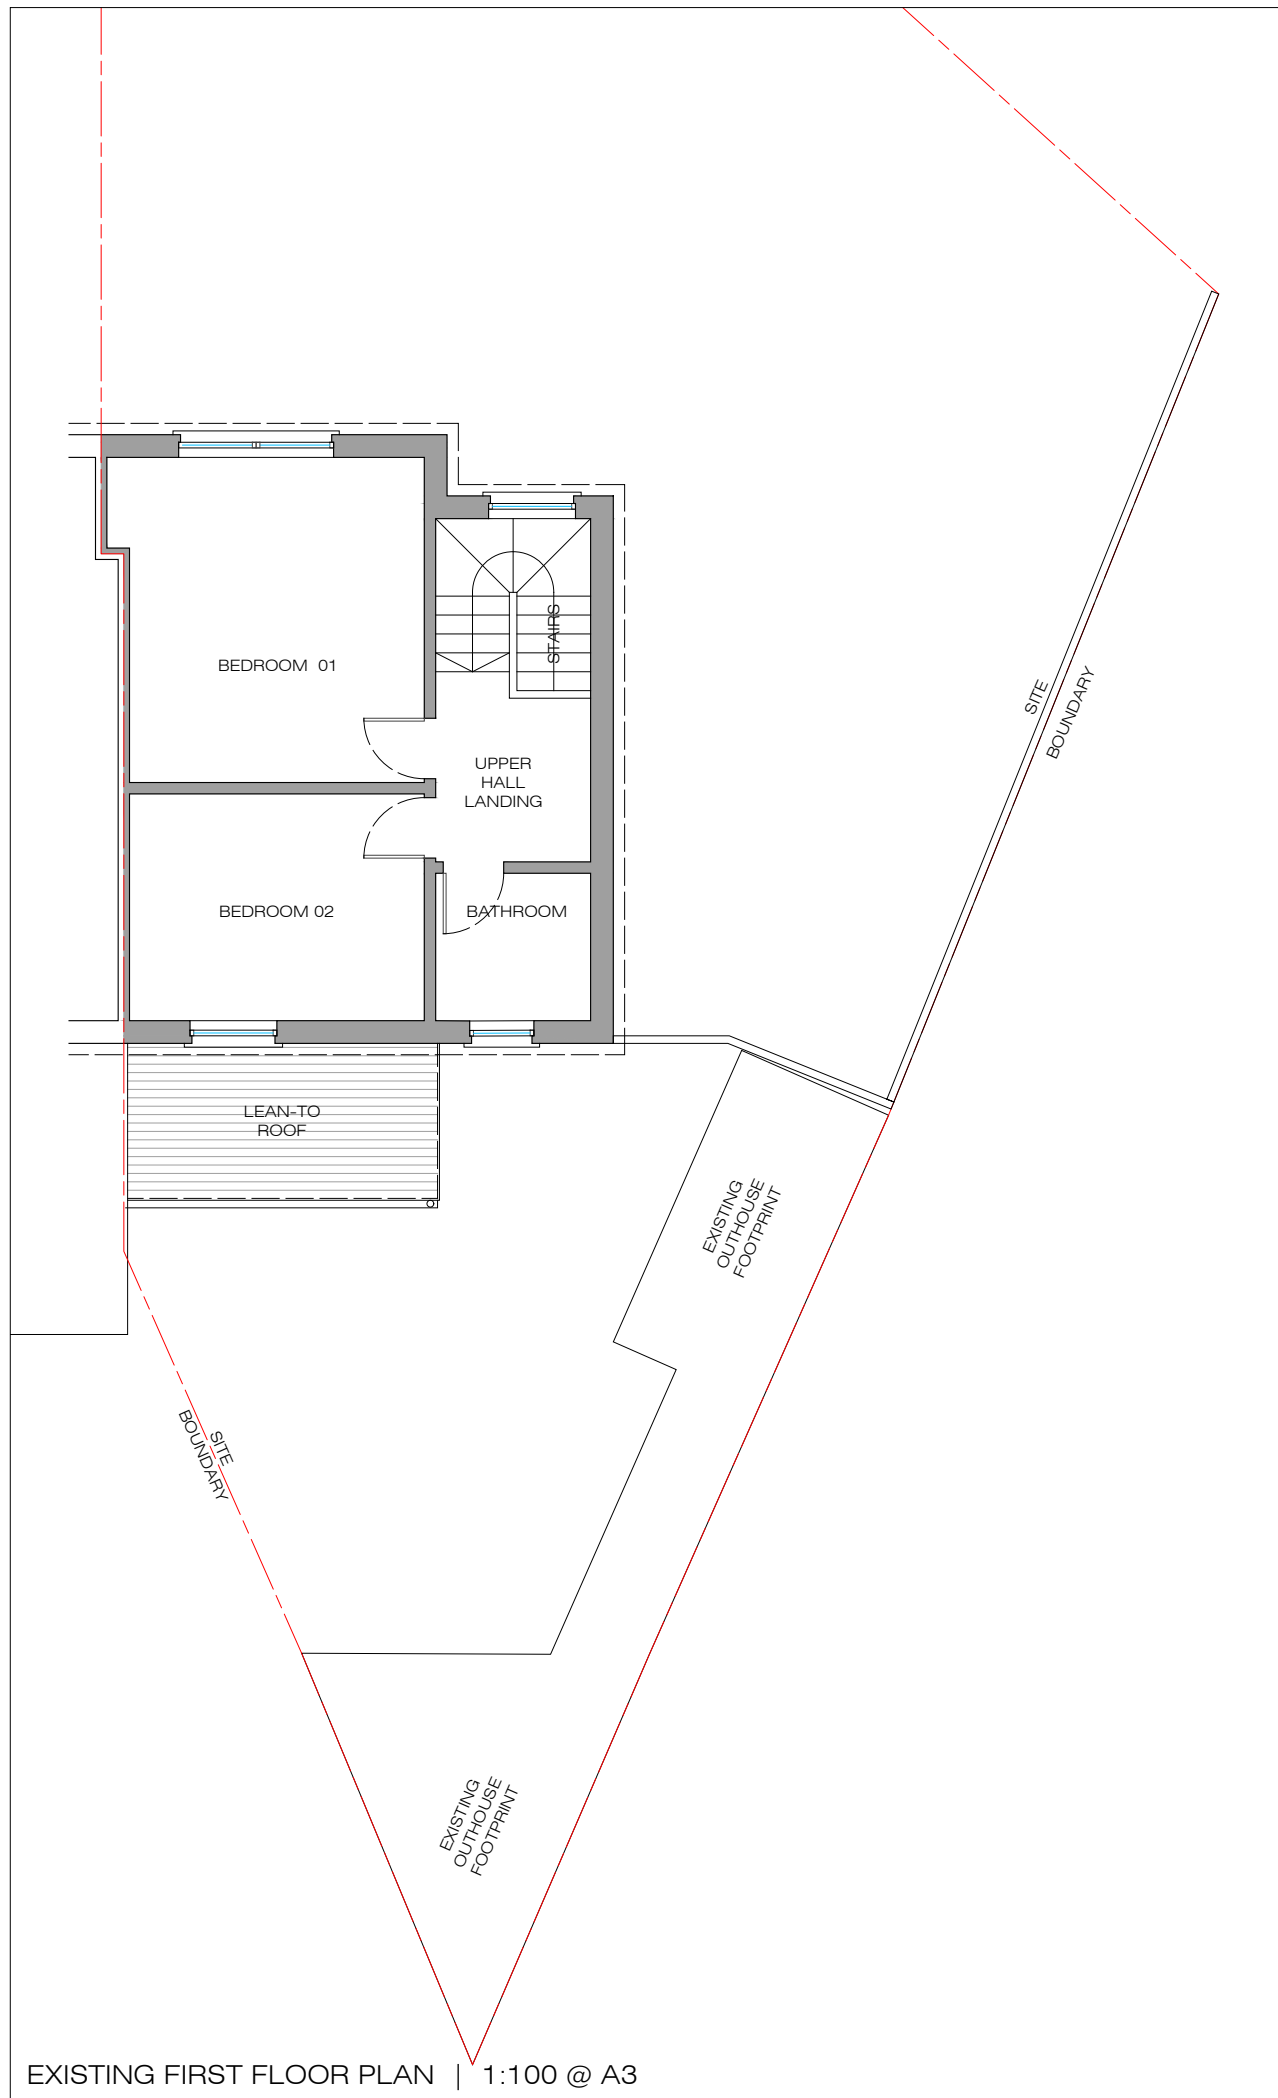 STAIRS
BEDROOM 01
SITE
BOUNDARY
UPPER
HALL
LANDING
BEDROOM 02
BATHROOM
LEAN-TO
ROOF
EXISTING
OUTHOUSE
FOOTPRINT
SITE
BOUNDARY
EXISTING
OUTHOUSE
FOOTPRINT
EXISTING FIRST FLOOR PLAN | 1:100 @ A3